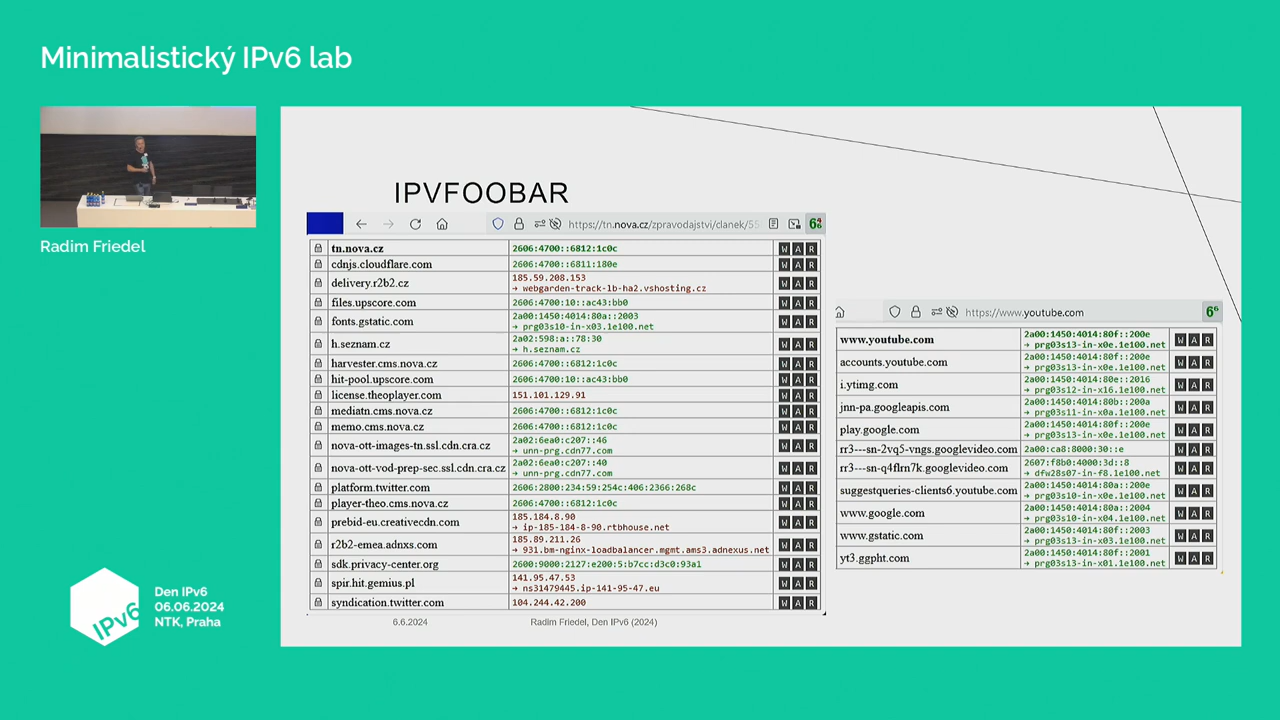 Minimalistický IPv6 lab
Radim Friedel
IPv6
Den IPv6
06.06.2024
NTK, Praha
IPVFOOBAR
https://tn.nova.cz/zpravodajstvi/clanek/55
tn.nova.cz 2606:4700::6812:1c0c W A R
cdnjs.cloudflare.com 2606:4700::6811:180e W A R
delivery.r2b2.cz 185.59.208.153 W A R
→ webgarden-track-lb-ha2.vshosting.cz
files.upscore.com 2606:4700:10::ac43:bb0 W A R
fonts.gstatic.com 2a00:1450:4014:80a::2003 W A R
→ prg03s10-in-x03.1e100.net
h.seznam.cz 2a02:598:a::78:30 W A R
→ h.seznam.cz
harvester.cms.nova.cz 2606:4700::6812:1c0c W A R
hit-pool.upscore.com 2606:4700:10::ac43:bb0 W A R
license.theoplayer.com 151.101.129.91 W A R
mediatn.cms.nova.cz 2606:4700::6812:1c0c W A R
memo.cms.nova.cz 2606:4700::6812:1c0c W A R
nova-ott-images-tn.ssl.cdn.cra.cz 2a02:6ea0:c207::46 W A R
→ unn-prg.cdn77.com
nova-ott-vod-prep-sec.ssl.cdn.cra.cz 2a02:6ea0:c207::40 W A R
→ unn-prg.cdn77.com
platform.twitter.com 2606:2800:234:59:254c:406:2366:268c W A R
player-theo.cms.nova.cz 2606:4700::6812:1c0c W A R
prebid-eu.creativecdn.com 185.184.8.90 W A R
→ ip-185-184-8-90.rtbhouse.net
r2b2-emea.adnxs.com 185.89.211.26 W A R
→ 931.bm-nginx-loadbalancer.mgmt.ams3.adnexus.net
sdk.privacy-center.org 2600:9000:2127:e200:5:b7cc:d3c0:93a1 W A R
spir.hit.gemius.pl 141.95.47.53 W A R
→ ns31479445.ip-141-95-47.eu
syndication.twitter.com 104.244.42.200 W A R
https://www.youtube.com
www.youtube.com 2a00:1450:4014:80f::200e W A R
→ prg03s13-in-x0e.1e100.net
accounts.youtube.com 2a00:1450:4014:80f::200e W A R
→ prg03s13-in-x0e.1e100.net
i.ytimg.com 2a00:1450:4014:80e::2016 W A R
→ prg03s12-in-x16.1e100.net
jnn-pa.googleapis.com 2a00:1450:4014:80b::200a W A R
→ prg03s11-in-x0a.1e100.net
play.google.com 2a00:1450:4014:80f::200e W A R
→ prg03s13-in-x0e.1e100.net
rr3---sn-2vq5-vngs.googlevideo.com 2a00:ca8:8000:30::e W A R
rr3---sn-q4flrn7k.googlevideo.com 2607:f8b0:4000:3d::8 W A R
→ dfw28s07-in-f8.1e100.net
suggestqueries-clients6.youtube.com 2a00:1450:4014:80a::200e W A R
→ prg03s10-in-x0e.1e100.net
www.google.com 2a00:1450:4014:80a::2004 W A R
→ prg03s10-in-x04.1e100.net
www.gstatic.com 2a00:1450:4014:80f::2003 W A R
→ prg03s13-in-x03.1e100.net
yt3.ggpht.com 2a00:1450:4014:80f::2001 W A R
→ prg03s13-in-x01.1e100.net
6.6.2024
Radim Friedel, Den IPv6 (2024)